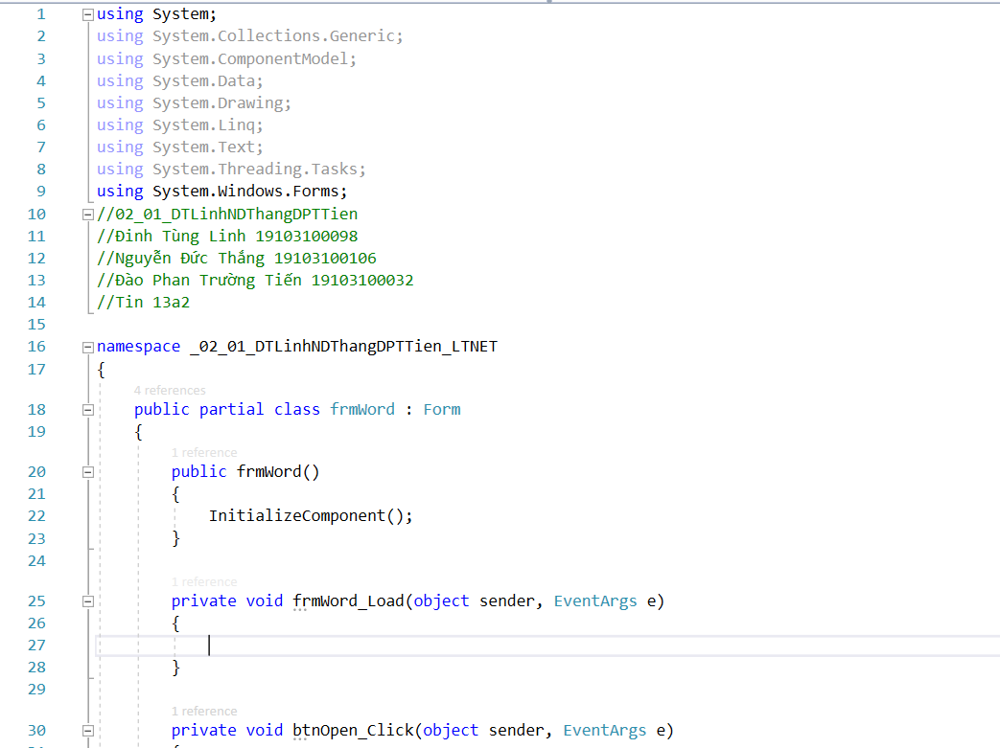 1 using System;
2 using System.Collections.Generic;
3 using System.ComponentModel;
4 using System.Data;
5 using System.Drawing;
6 using System.Linq;
7 using System.Text;
8 using System.Threading.Tasks;
9 using System.Windows.Forms;
10 //02_01_DTLinhNDThangDPTTien
11 //Đinh Tùng Linh 19103100098
12 //Nguyễn Đức Thắng 19103100106
13 //Đào Phan Trường Tiến 19103100032
14 //Tin 13a2
15
16 namespace _02_01_DTLinhNDThangDPTTien_LTNET
17 {
4 references
18 public partial class frmWord : Form
19 {
1 reference
20 public frmWord()
21 {
22 InitializeComponent();
23 }
24
1 reference
25 private void frmWord_Load(object sender, EventArgs e)
26 {
27
28 }
29
1 reference
30 private void btnOpen_Click(object sender, EventArgs e)